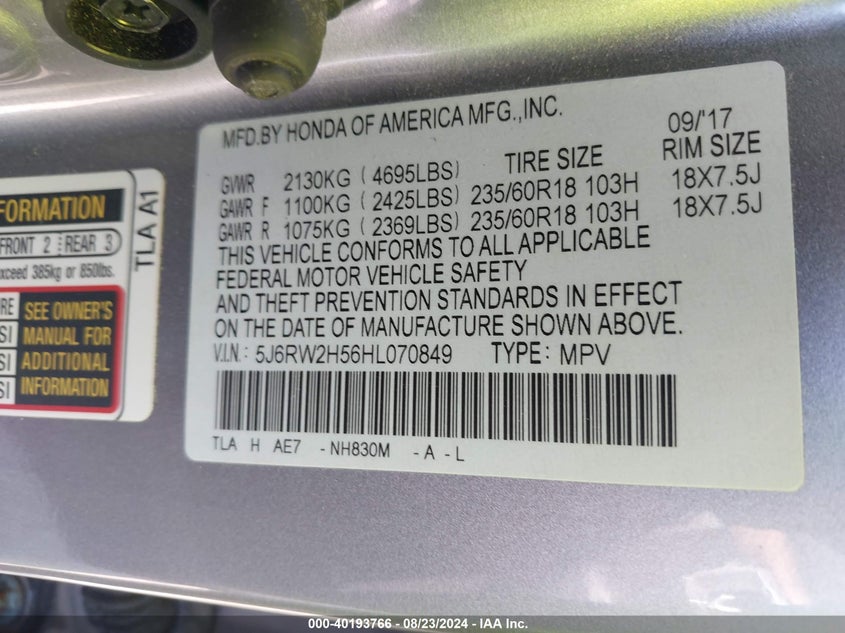 MFD.BY HONDA OF AMERICA MFG.,INC. 09/'17
TIRE SIZE RIM SIZE
GVWR 2130KG (4695LBS)
GAWR F 1100KG (2425LBS) 235/60R18 103H 18X7.5J
GAWR R 1075KG (2369LBS) 235/60R18 103H 18X7.5J
THIS VEHICLE CONFORMS TO ALL APPLICABLE
FEDERAL MOTOR VEHICLE SAFETY
AND THEFT PREVENTION STANDARDS IN EFFECT
ON THE DATE OF MANUFACTURE SHOWN ABOVE.
V.I.N.: 5J6RW2H56HL070849 TYPE: MPV
TLA H AE7 -NH830M -A -L
FORMATION
FRONT 2 REAR 3
exceed 385kg or 850lbs.
SEE OWNER'S
MANUAL FOR
ADDITIONAL
INFORMATION
TLA A1
000-40193766 - 08/23/2024 - IAA Inc.